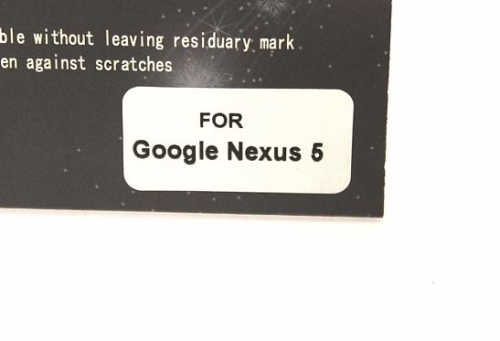 ble without leaving residuary mark
en against scratches
FOR
Google Nexus 5